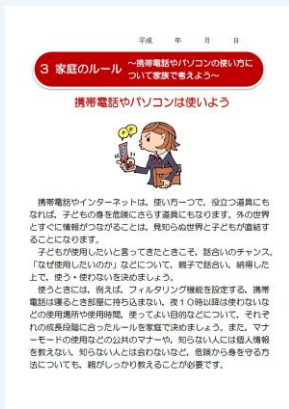 平成　　年　　月　　日
3 家庭のルール ～携帯電話やパソコンの使い方に
ついて家族で考えよう～
携帯電話やパソコンは使いよう
携帯電話やインターネットは、使い方一つで、役立つ道具にも
なれば、子どもの身を危険にさらす道具にもなります。外の世界
とすぐに情報がつながることは、見知らぬ世界と子どもが直結す
ることになります。
子どもが使用したいと言ってきたときこそ、話合いのチャンス。
「なぜ使用したいのか」などについて、親子で話合い、納得した
上で、使う・使わないを決めましょう。
使うときには、例えば、フィルタリング機能を設定する、携帯
電話は寝るとき部屋に持ち込まない、夜１０時以降は使わないな
どの使用場所や使用時間、使ってよい目的などについて、それぞ
れの成長段階に合ったルールを家庭で決めましょう。また、マナ
ーモードの使用などの公共のマナーや、知らない人には個人情報
を教えない、知らない人とは会わないなど、危険から身を守る方
法についても、親がしっかり教えることが必要です。